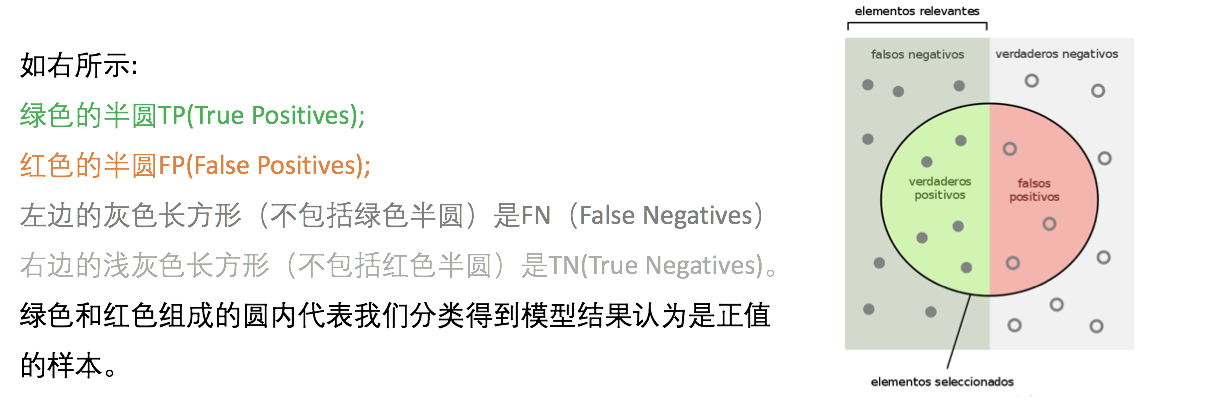 如右所示:
绿色的半圆TP(True Positives);
红色的半圆FP(False Positives);
左边的灰色长方形（不包括绿色半圆）是FN（False Negatives）
右边的浅灰色长方形（不包括红色半圆）是TN(True Negatives)。
绿色和红色组成的圆内代表我们分类得到模型结果认为是正值
的样本。
elementos relevantes
falsos negativos
verdaderos negativos
verdaderos
positivos
falsos
positivos
elementos seleccionados